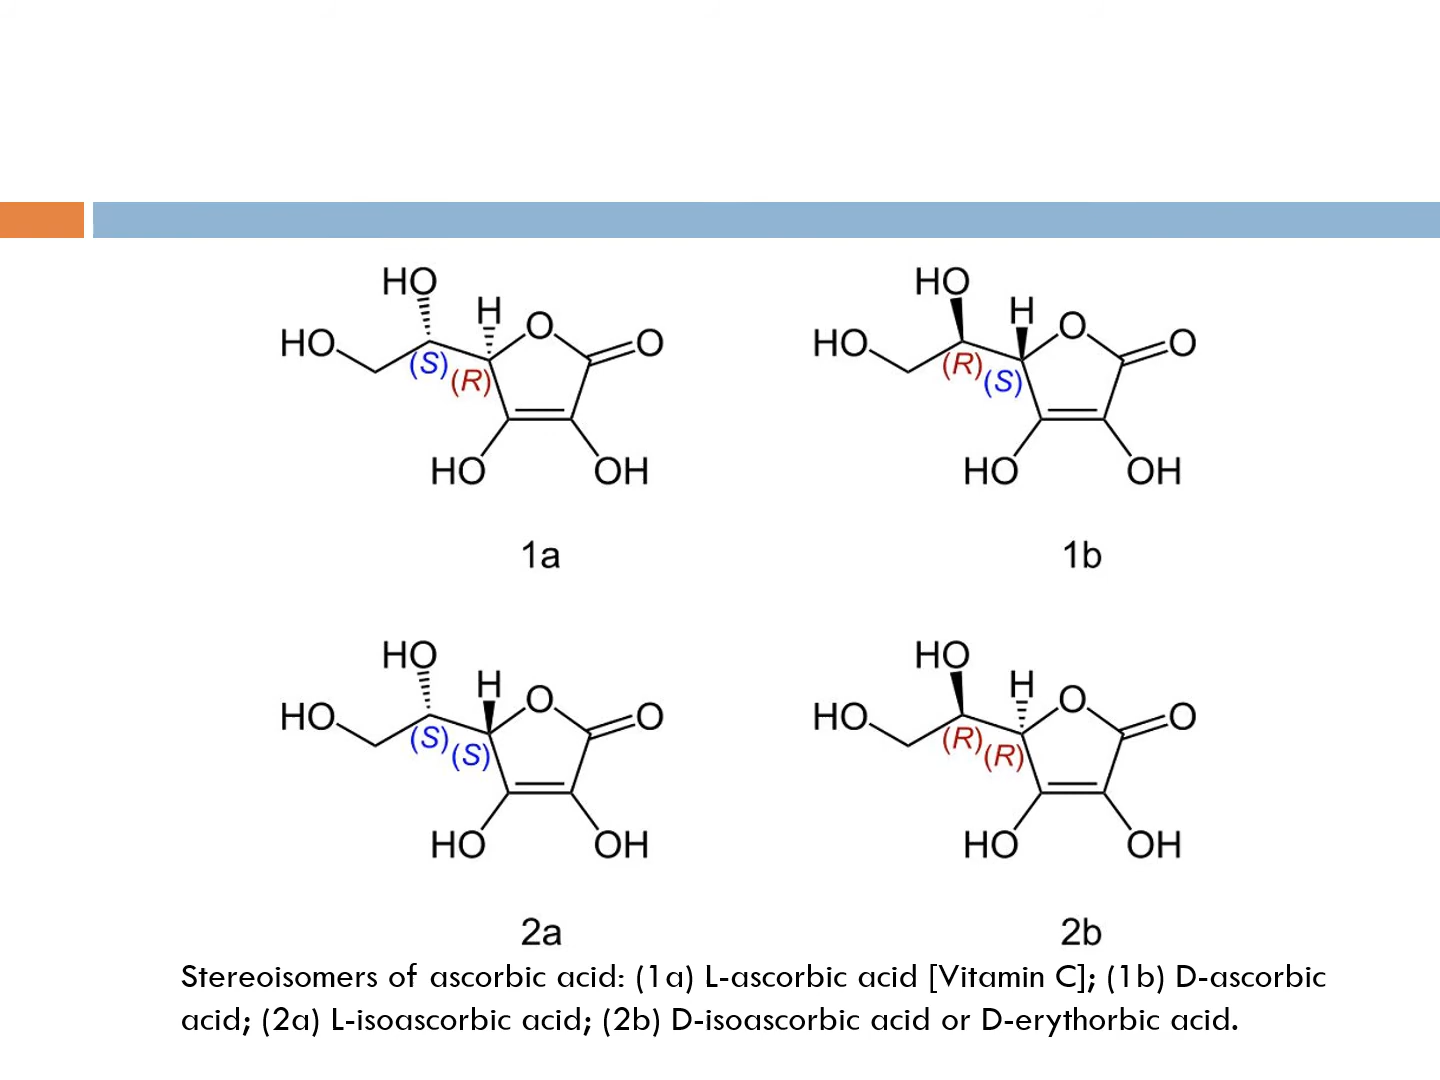 HO HO
H H
O O
HO O HO O
(S) (R)
(R) (S)
HO OH HO OH
1a 1b
HO HO
H H
O O
HO O HO O
(S) (R)
(S) (R)
HO OH HO OH
2a 2b
Stereoisomers of ascorbic acid: (1a) L-ascorbic acid [Vitamin C]; (1b) D-ascorbic
acid; (2a) L-isoascorbic acid; (2b) D-isoascorbic acid or D-erythorbic acid.